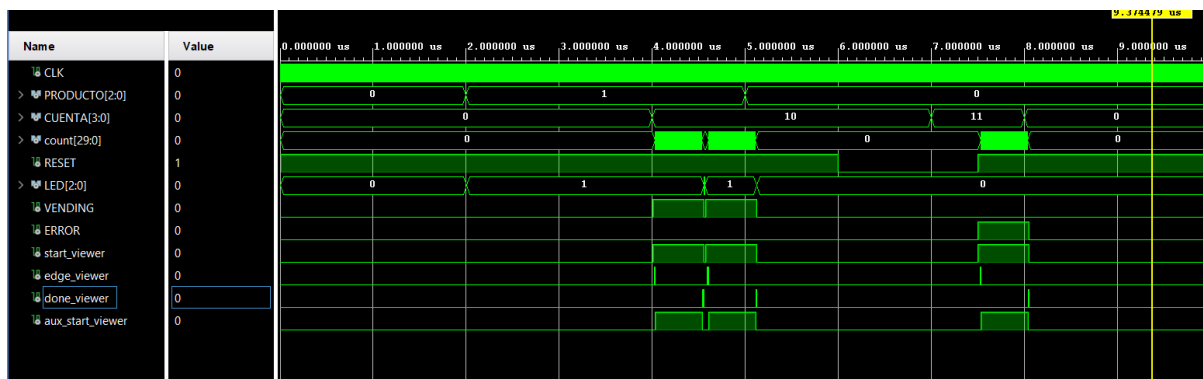 9.374479 us
Name Value 0.000000 us 1.000000 us 2.000000 us 3.000000 us 4.000000 us 5.000000 us 6.000000 us 7.000000 us 8.000000 us 9.000000 us
CLK 0
> PRODUCTO[2:0] 0 0 1 0
> CUENTA[3:0] 0 0 10 11 0
> count[29:0] 0 0 0 0
RESET 1
> LED[2:0] 0 0 1 1 0
VENDING 0
ERROR 0
start_viewer 0
edge_viewer 0
done_viewer 0
aux_start_viewer 0